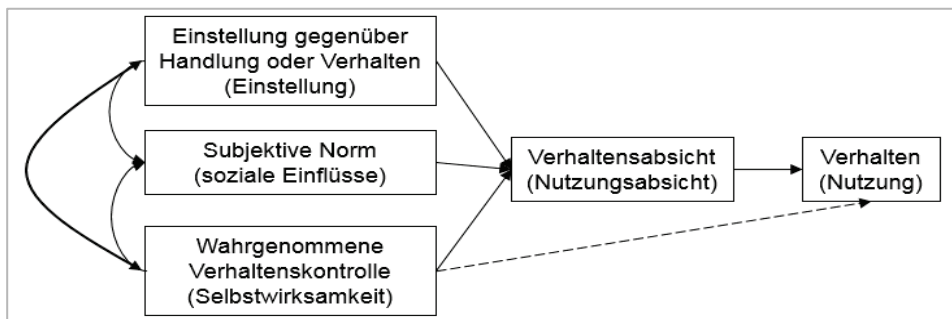 Einstellung gegenüber
Handlung oder Verhalten
(Einstellung)
Subjektive Norm
(soziale Einflüsse)
Wahrgenommene
Verhaltenskontrolle
(Selbstwirksamkeit)
Verhaltensabsicht
(Nutzungsabsicht)
Verhalten
(Nutzung)